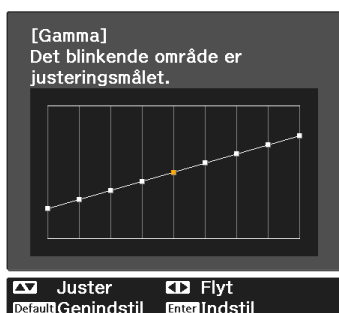 [Gamma]
Det blinkende område er
justeringsmålet.
Juster Flyt
Default Genindstil Enter Indstil